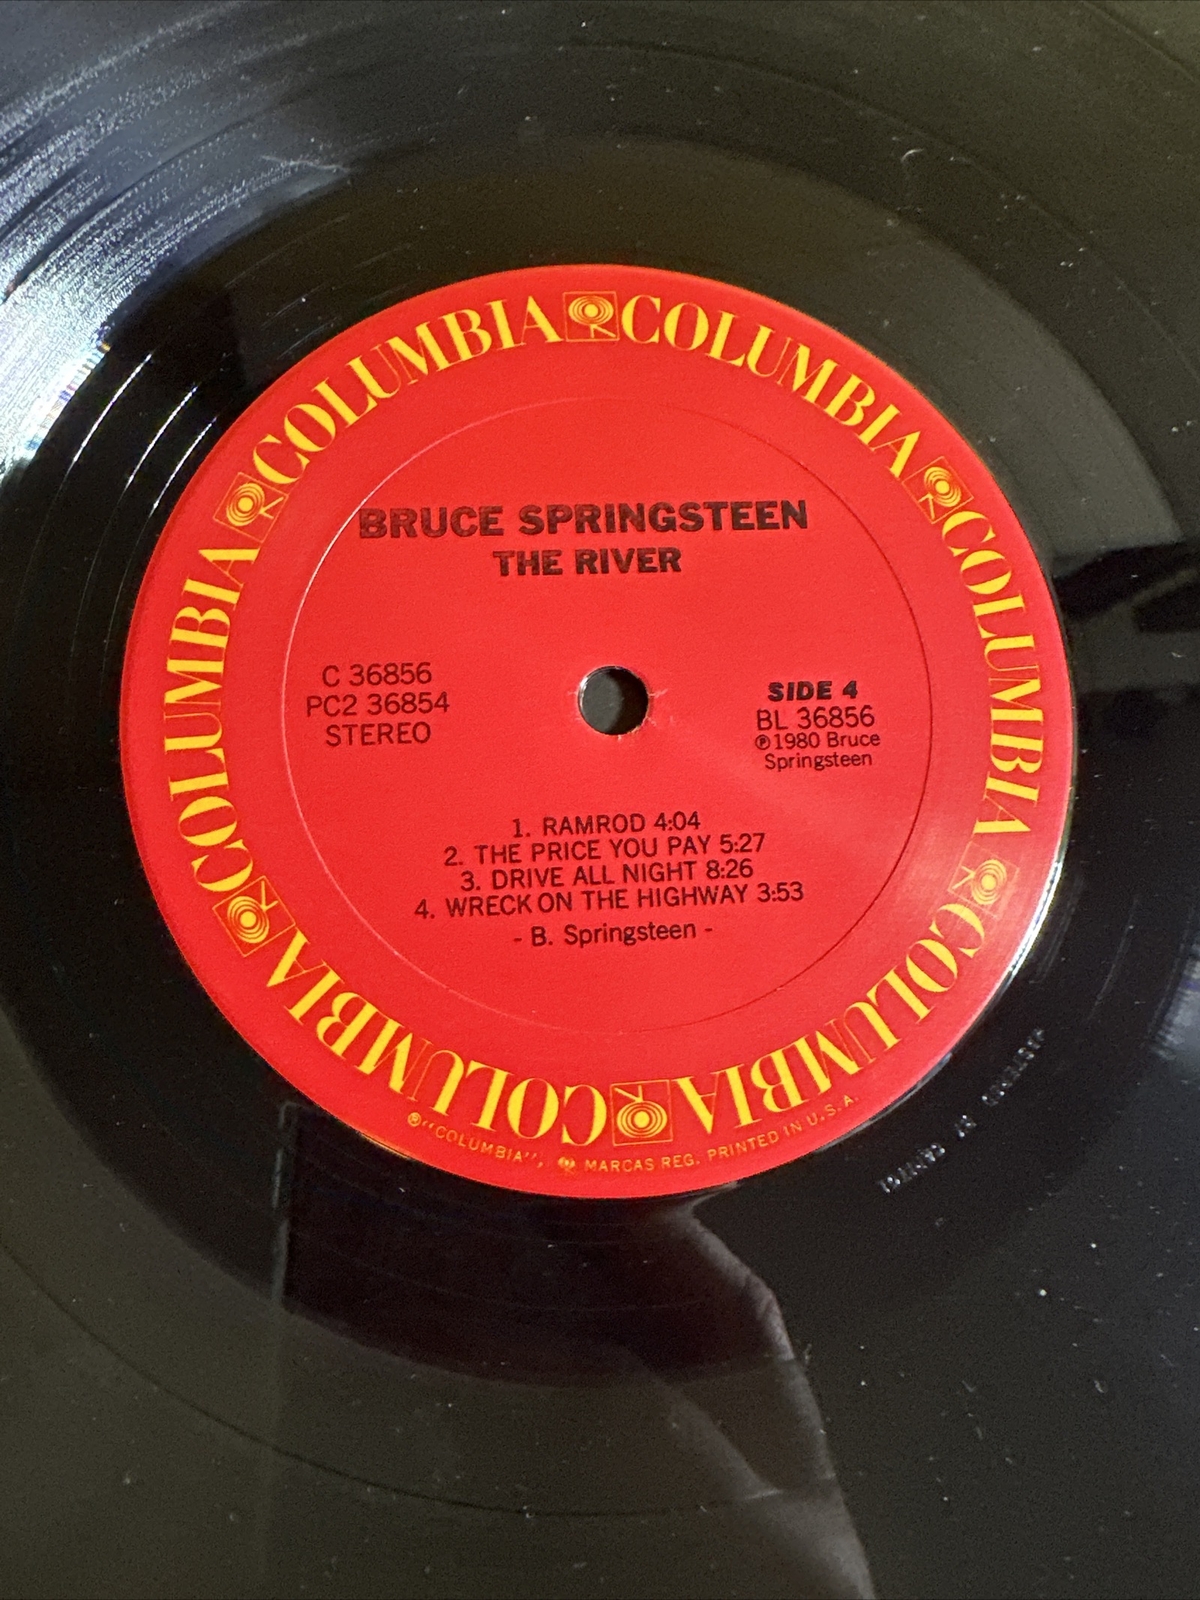 COLUMBIA COLUMBIA COLUMBIA COLUMBIA COLUMBIA COLUMBIA COLUMBIA
BRUCE SPRINGSTEEN
THE RIVER
C 36856
PC2 36854
STEREO
SIDE 4
BL 36856
℗1980 Bruce
Springsteen
1. RAMROD 4:04
2. THE PRICE YOU PAY 5:27
3. DRIVE ALL NIGHT 8:26
4. WRECK ON THE HIGHWAY 3:53
- B. Springsteen -
®"COLUMBIA", MARCAS REG. PRINTED IN U.S.A.